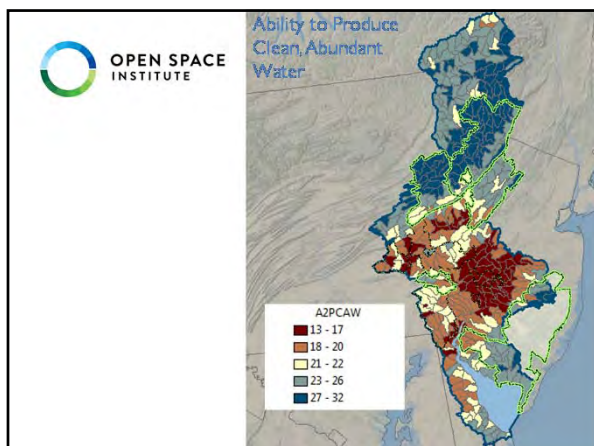 OPEN SPACE
INSTITUTE
Ability to Produce
Clean, Abundant
Water
A2PCAW
13 - 17
18 - 20
21 - 22
23 - 26
27 - 32